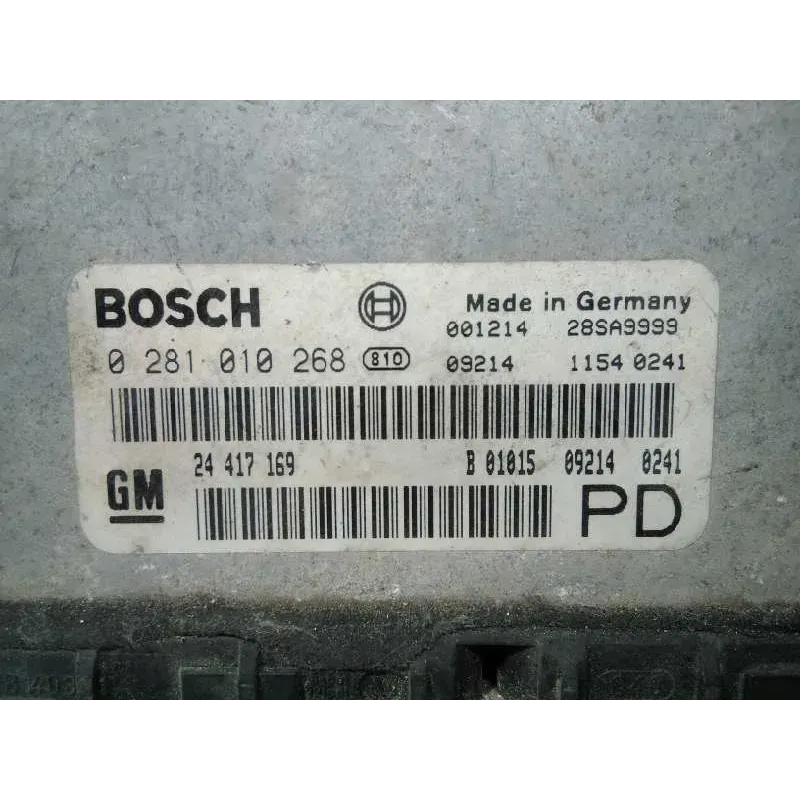 BOSCH
Made in Germany
001214 28SA9999
0 281 010 268 810
09214 1154 0241
24 417 169
B 01015 09214 0241
GM
PD